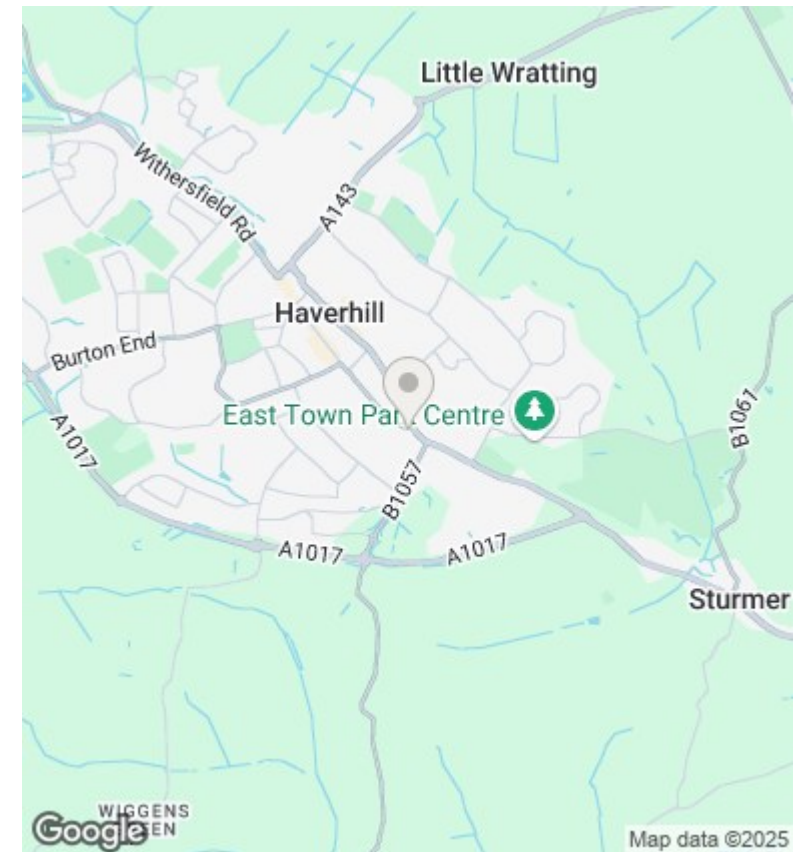 Little Wratting
Withersfield Rd
A143
Haverhill
Burton End
East Town Park Centre
A1017
B1061
B1057
A1017
A1017
Sturmer
WIGGENS
GREEN
Google
Map data ©2025